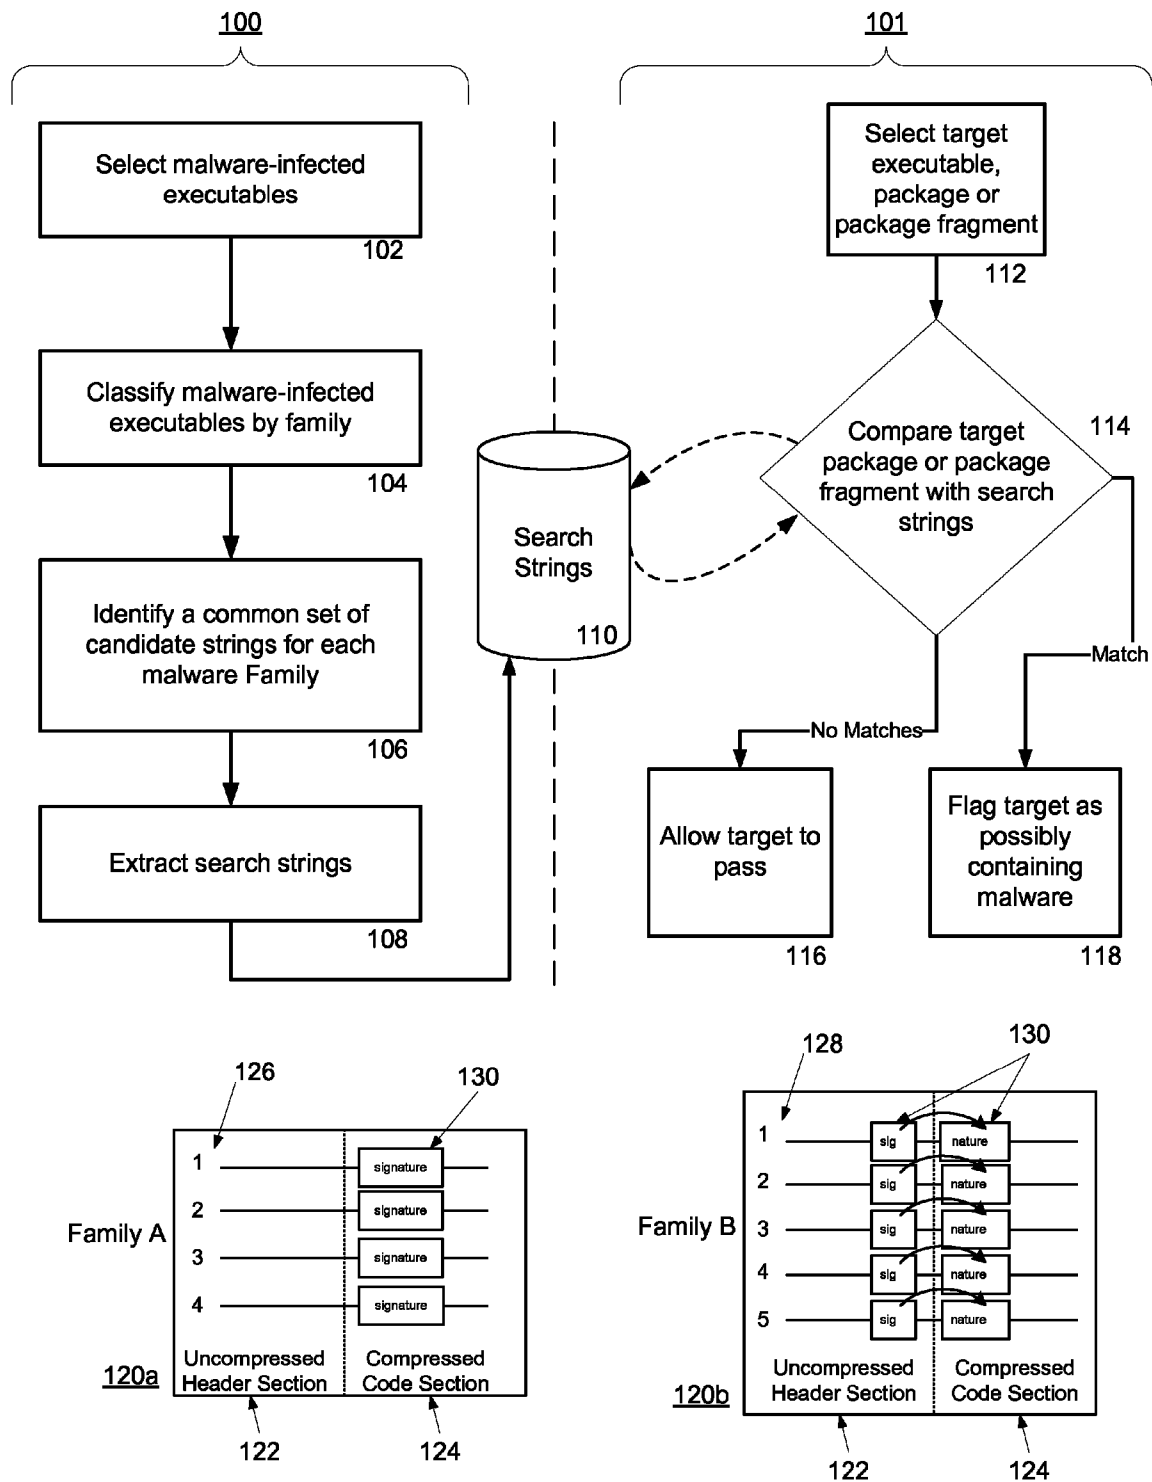 100
Select malware-infected
executables
102
Classify malware-infected
executables by family
104
Identify a common set of
candidate strings for each
malware Family
106
Extract search strings
108
Search
Strings
110
101
Select target
executable,
package or
package fragment
112
Compare target
package or package
fragment with search
strings
114
No Matches
Match
Allow target to
pass
116
Flag target as
possibly
containing
malware
118
126
130
Family A
1
signature
2
signature
3
signature
4
signature
Uncompressed
Header Section
Compressed
Code Section
120a
122
124
128
130
Family B
1
sig
nature
2
sig
nature
3
sig
nature
4
sig
nature
5
sig
nature
Uncompressed
Header Section
Compressed
Code Section
120b
122
124